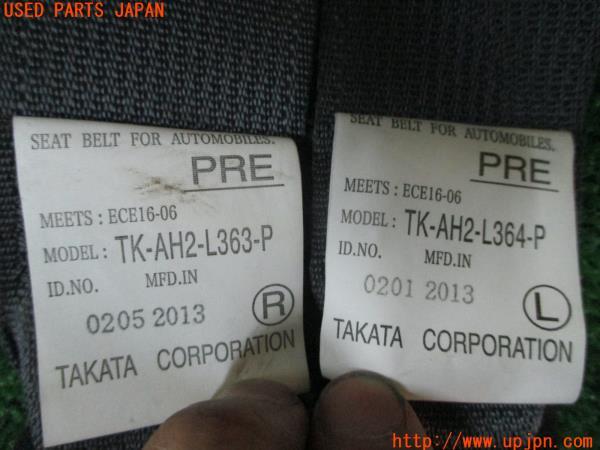 USED PARTS JAPAN
SEAT BELT FOR AUTOMOBILES.
PRE
MEETS : ECE16-06
MODEL : TK-AH2-L363-P
ID.NO. MFD.IN
0205 2013
R
TAKATA CORPORATION
SEAT BELT FOR AUTOMOBILES.
PRE
MEETS : ECE16-06
MODEL : TK-AH2-L364-P
ID.NO. MFD.IN
0201 2013
L
TAKATA CORPORATION
http://www.upjpn.com/